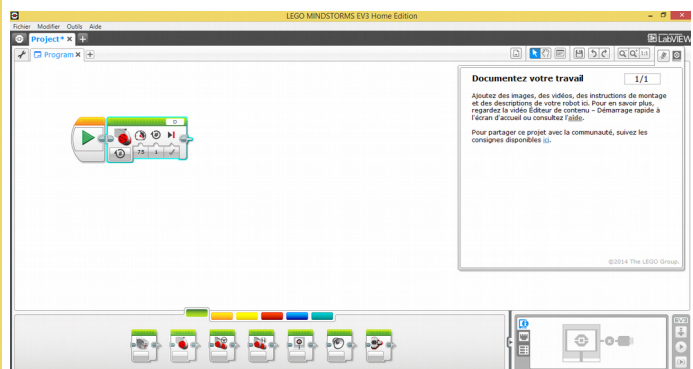 LEGO MINDSTORMS EV3 Home Edition
Fichier Modifier Outils Aide
Project* × +
LabVIEW
Program × +
1:1
Documentez votre travail 1/1
Ajoutez des images, des vidéos, des instructions de montage
et des descriptions de votre robot ici. Pour en savoir plus,
regardez la vidéo Éditeur de contenu – Démarrage rapide à
l'écran d'accueil ou consultez l'aide.
Pour partager ce projet avec la communauté, suivez les
consignes disponibles ici.
D
75 1
©2014 The LEGO Group.
EV3